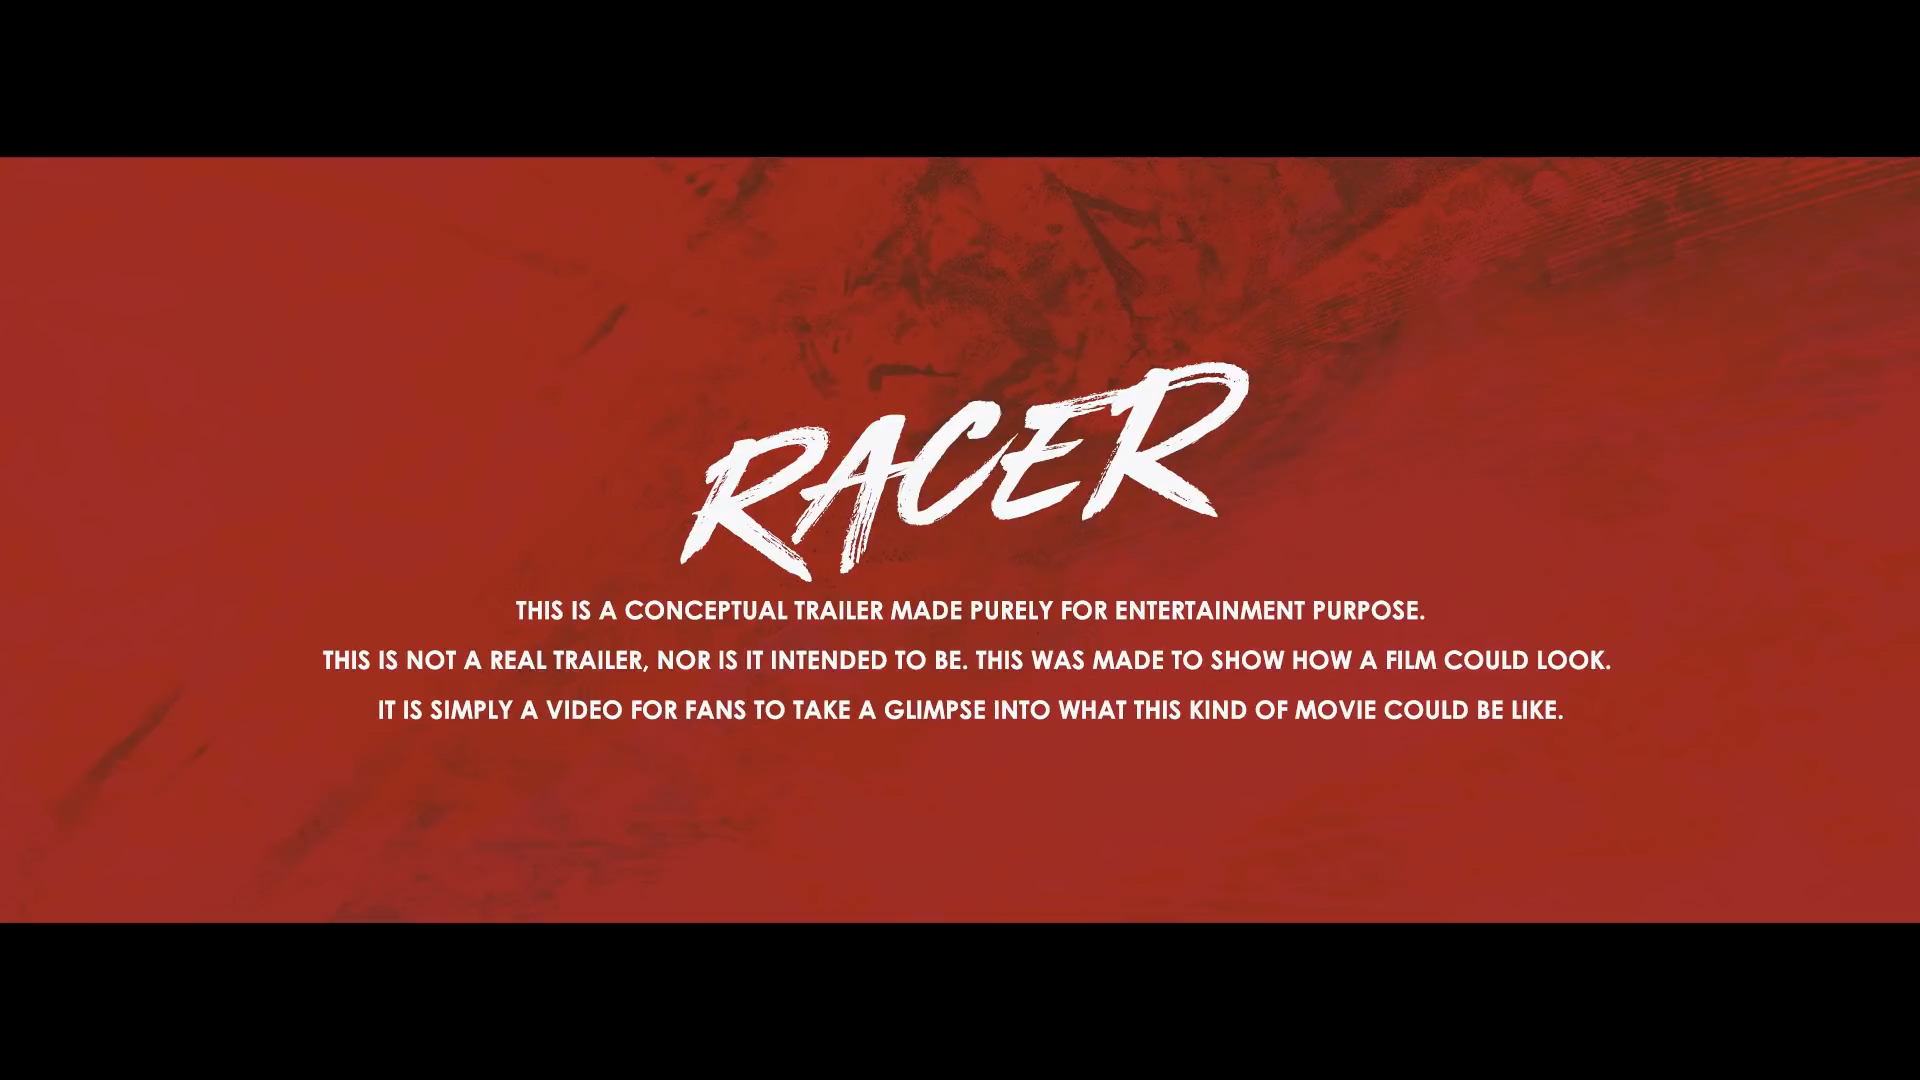 RACER
THIS IS A CONCEPTUAL TRAILER MADE PURELY FOR ENTERTAINMENT PURPOSE.
THIS IS NOT A REAL TRAILER, NOR IS IT INTENDED TO BE. THIS WAS MADE TO SHOW HOW A FILM COULD LOOK.
IT IS SIMPLY A VIDEO FOR FANS TO TAKE A GLIMPSE INTO WHAT THIS KIND OF MOVIE COULD BE LIKE.